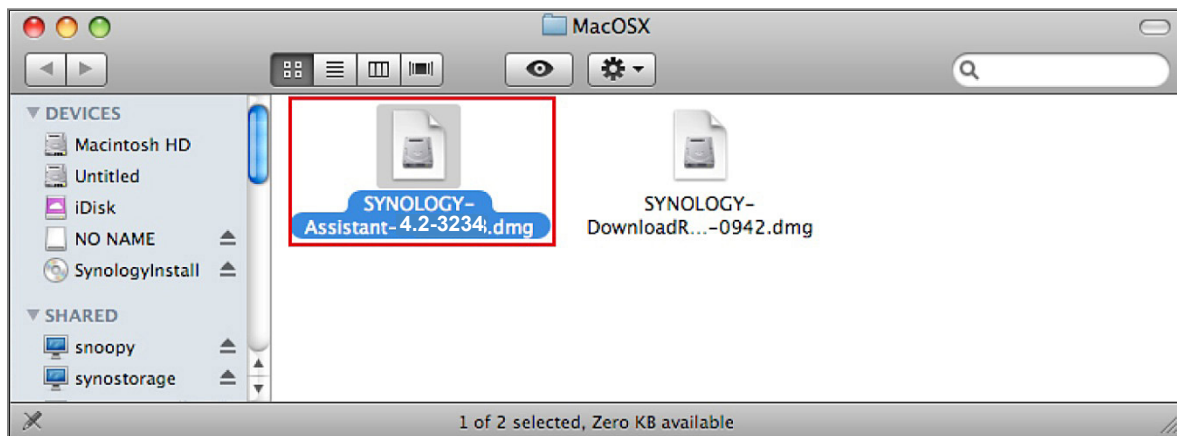 MacOSX
DEVICES
Macintosh HD
Untitled
iDisk
NO NAME
SynologyInstall
SHARED
snoopy
synostorage
SYNOLOGY-
Assistant-4.2-3234.dmg
SYNOLOGY-
DownloadR...-0942.dmg
1 of 2 selected, Zero KB available